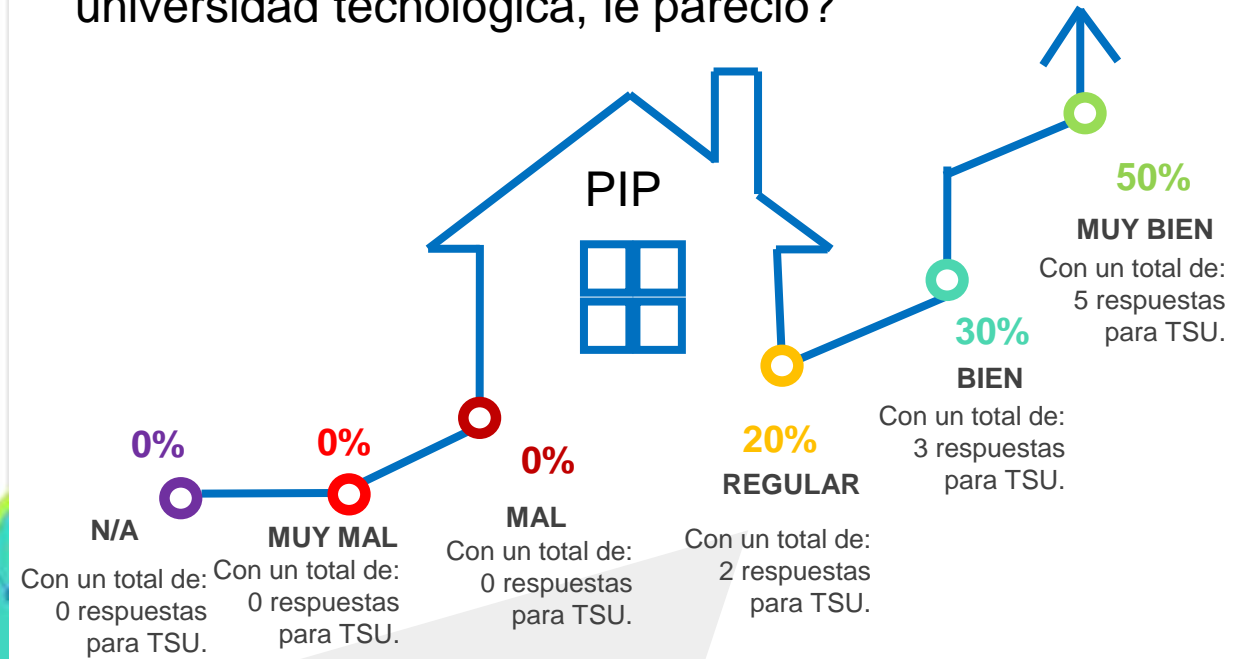 universidad tecnológica, le pareció?
PIP
0%
N/A
Con un total de:
0 respuestas
para TSU.
0%
MUY MAL
Con un total de:
0 respuestas
para TSU.
0%
MAL
Con un total de:
0 respuestas
para TSU.
20%
REGULAR
Con un total de:
2 respuestas
para TSU.
30%
BIEN
Con un total de:
3 respuestas
para TSU.
50%
MUY BIEN
Con un total de:
5 respuestas
para TSU.